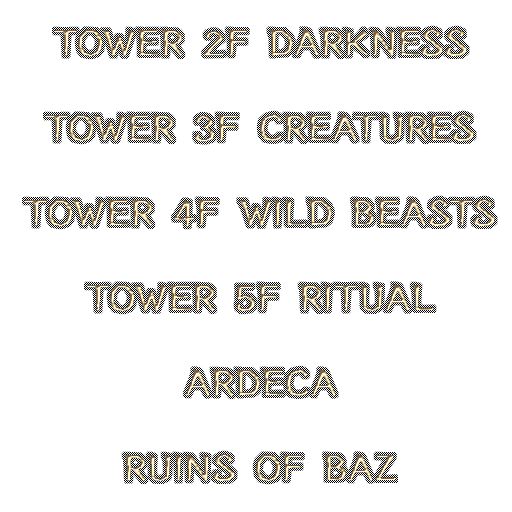 TOWER 2F DARKNESS
TOWER 3F CREATURES
TOWER 4F WILD BEASTS
TOWER 5F RITUAL
ARDECA
RUINS OF BAZ